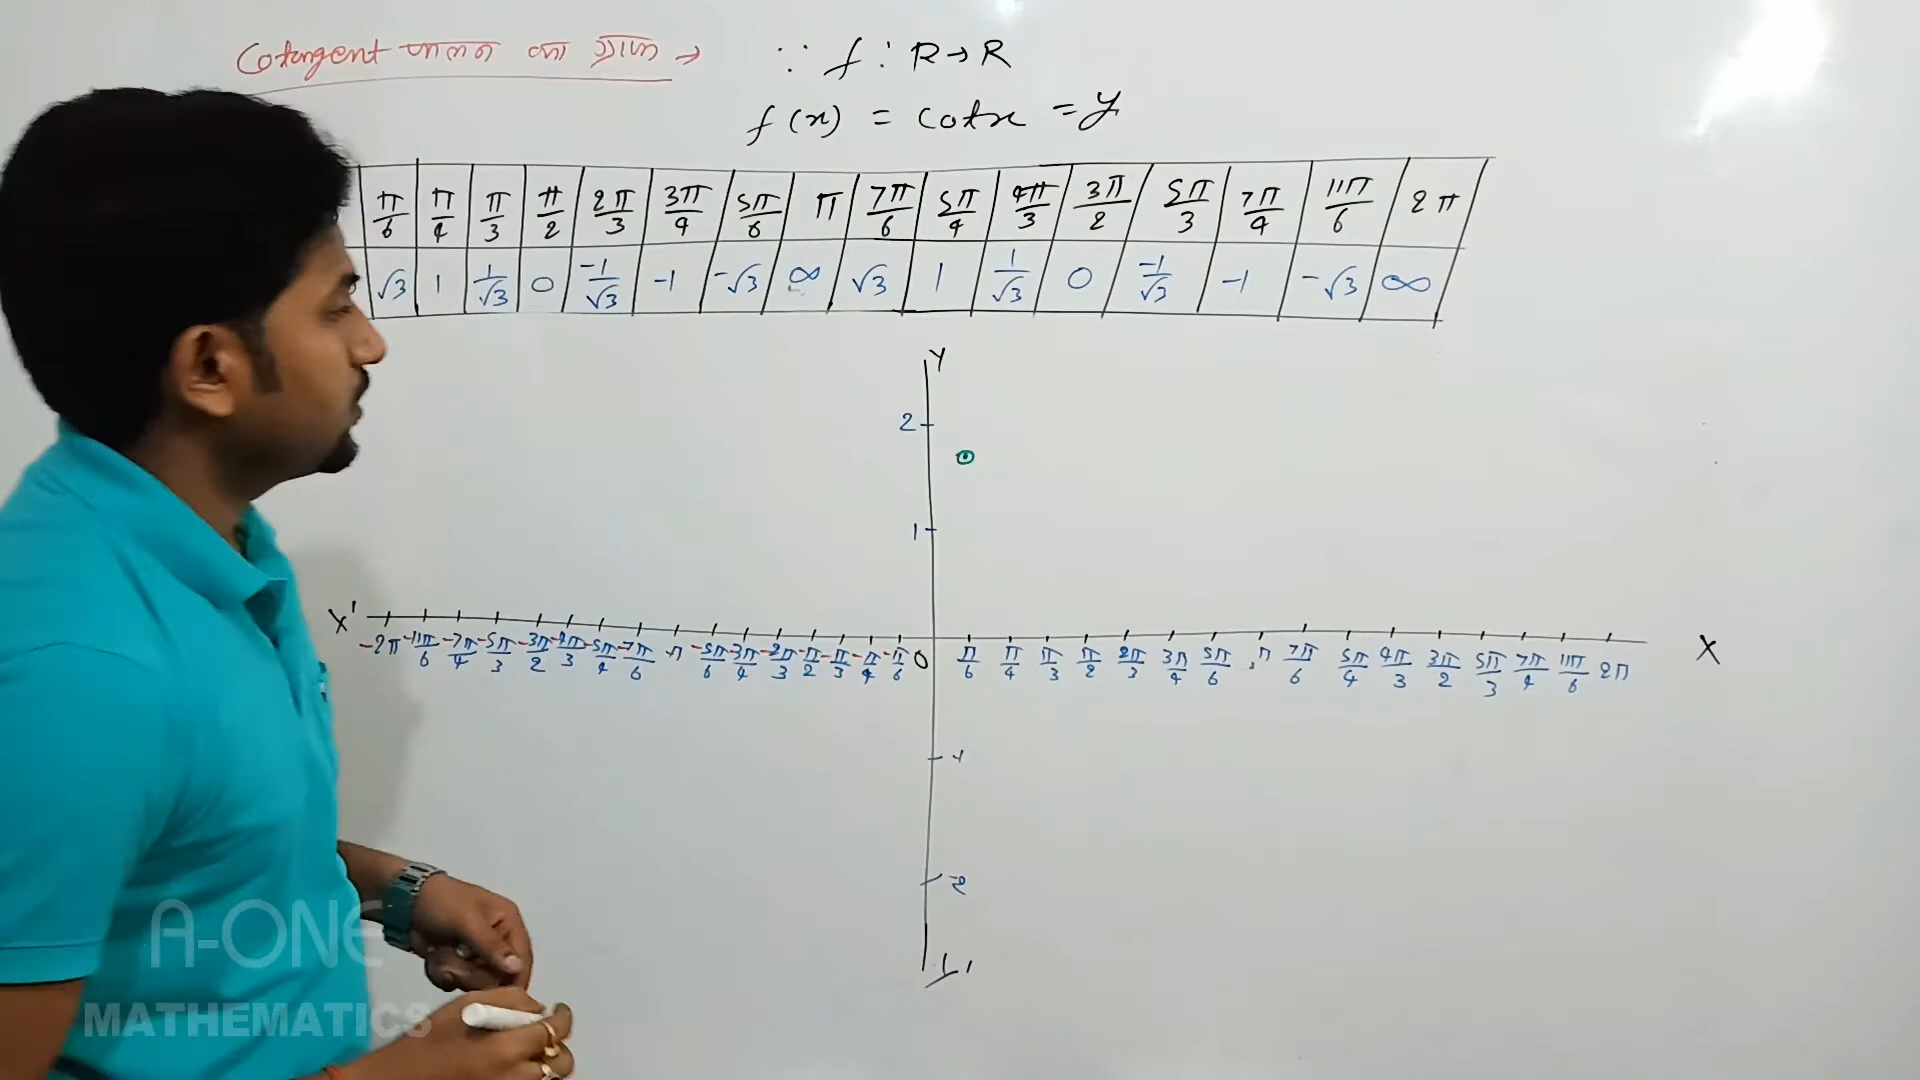 Cotangent फलन का ग्राफ → ∵ f : R→R
f(x) = cotx = y
π/6 π/4 π/3 π/2 2π/3 3π/4 5π/6 π 7π/6 5π/4 4π/3 3π/2 5π/3 7π/4 11π/6 2π
√3 1 1/√3 0 -1/√3 -1 -√3 ∞ √3 1 1/√3 0 -1/√3 -1 -√3 ∞
Y
2
1
X' X
-2π -11π/6 -7π/4 -5π/3 -3π/2 -4π/3 -5π/4 -7π/6 -π -5π/6 -3π/4 -2π/3 -π/2 -π/3 -π/4 -π/6 0 π/6 π/4 π/3 π/2 2π/3 3π/4 5π/6 π 7π/6 5π/4 4π/3 3π/2 5π/3 7π/4 11π/6 2π
-1
-2
A-ONE
MATHEMATICS